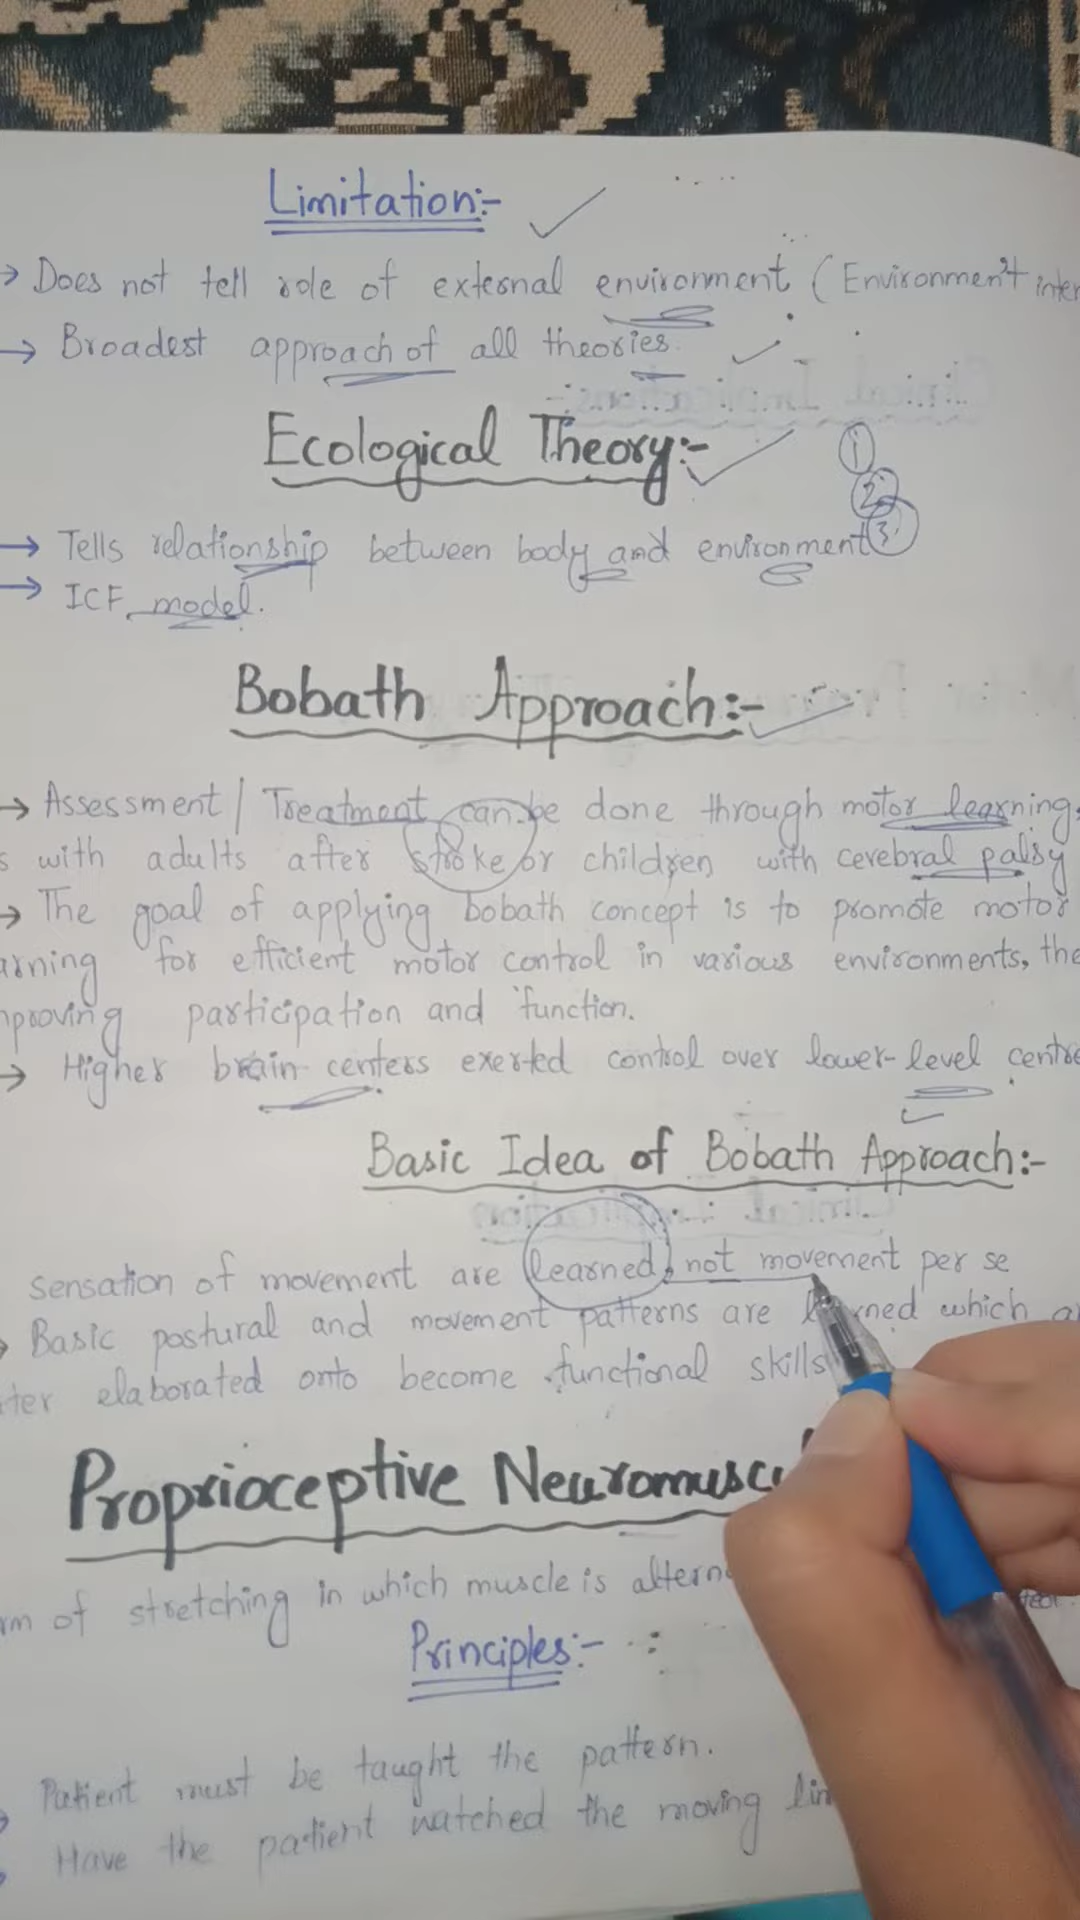 Limitation:-
→ Does not tell role of external environment (Environment
→ Broadest approach of all theories.
Ecological Theory:-
1
2
3
→ Tells relationship between body and environment
→ ICF model.
Bobath Approach:-
→ Assessment / Treatment can be done through motor learning
with adults after stroke or children with cerebral palsy
→ The goal of applying bobath concept is to promote motor
for efficient motor control in various environments,
participation and function.
→ Higher brain centers exerted control over lower-level
Basic Idea of Bobath Approach:-
sensation of movement are learned, not movement per se
Basic postural and movement patterns are which
elaborated onto become functional skills
Proprioceptive
of stretching in which muscle is
Principles:-
Patient must be taught the pattern.
Have the patient watched the moving